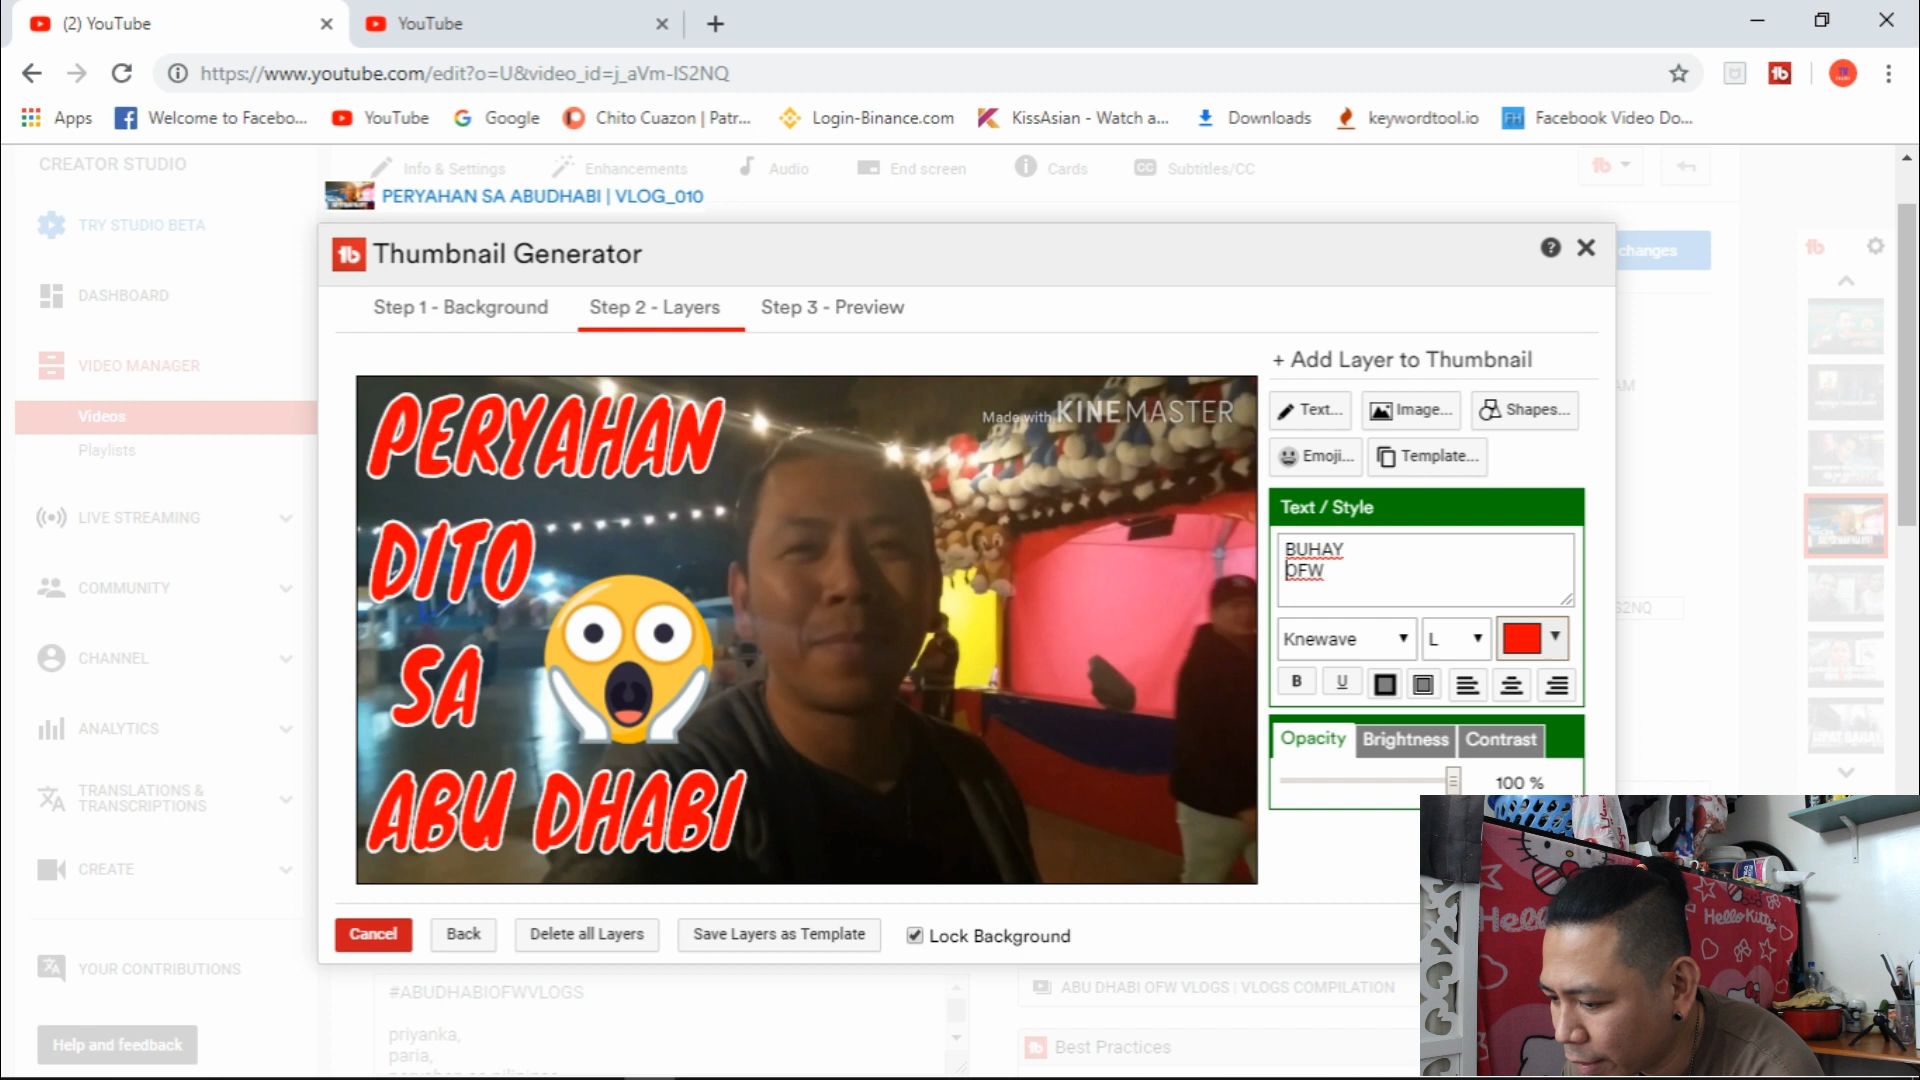 (2) YouTube
YouTube
https://www.youtube.com/edit?o=U&video_id=j_aVm-IS2NQ
Apps
Welcome to Facebo...
YouTube
Google
Chito Cuazon | Patr...
Login-Binance.com
KissAsian - Watch a...
Downloads
keywordtool.io
Facebook Video Do...
CREATOR STUDIO
Info & Settings
Enhancements
Audio
End screen
Cards
Subtitles/CC
PERYAHAN SA ABUDHABI | VLOG_010
TRY STUDIO BETA
DASHBOARD
VIDEO MANAGER
Videos
Playlists
LIVE STREAMING
COMMUNITY
CHANNEL
ANALYTICS
TRANSLATIONS &
TRANSCRIPTIONS
CREATE
YOUR CONTRIBUTIONS
Help and feedback
Thumbnail Generator
changes
Step 1 - Background
Step 2 - Layers
Step 3 - Preview
+ Add Layer to Thumbnail
AM
Text...
Image...
Shapes...
Emoji...
Template...
Made with KINEMASTER
PERYAHAN
DITO
SA
ABU DHABI
Text / Style
BUHAY
OFW
S2NQ
Knewave
L
B
U
Opacity
Brightness
Contrast
100 %
Cancel
Back
Delete all Layers
Save Layers as Template
Lock Background
#ABUDHABIOFWVLOGS
priyanka,
paria,
ABU DHABI OFW VLOGS | VLOGS COMPILATION
Best Practices
Hello
Hello Kitty